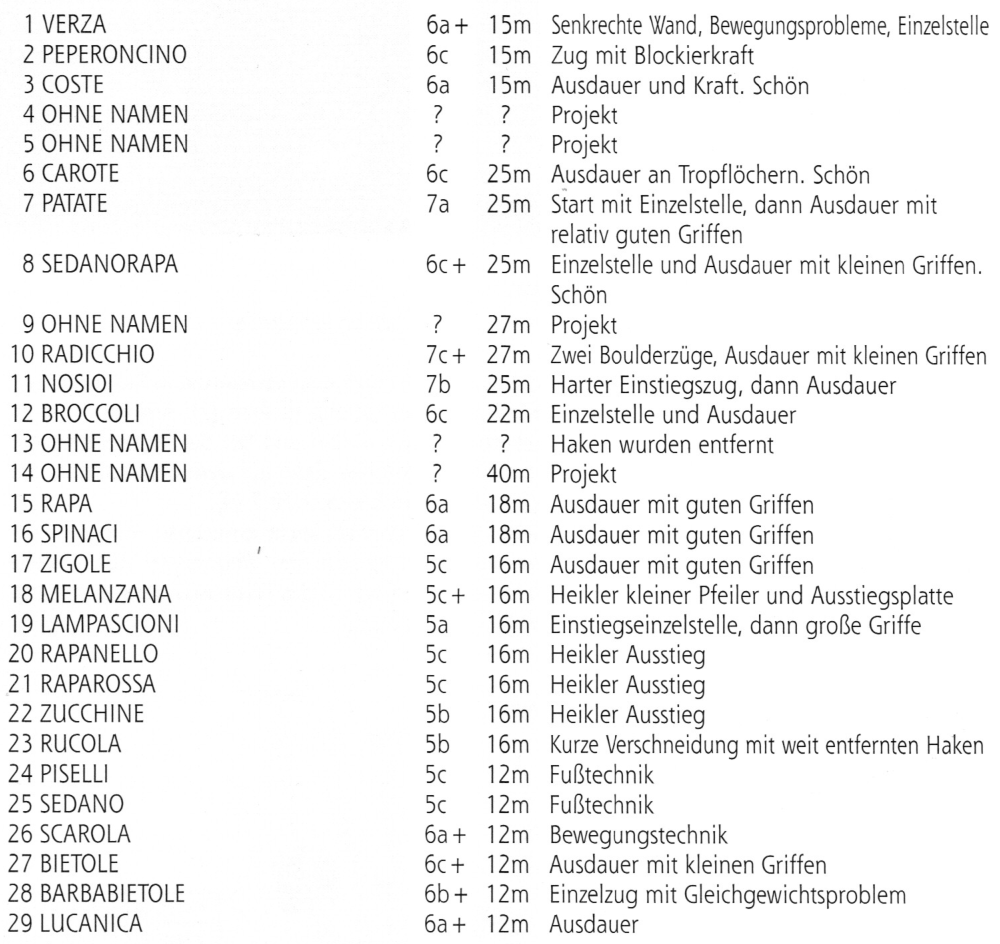 1 VERZA 6a+ 15m Senkrechte Wand, Bewegungsprobleme, Einzelstelle
2 PEPERONCINO 6c 15m Zug mit Blockierkraft
3 COSTE 6a 15m Ausdauer und Kraft. Schön
4 OHNE NAMEN ? ? Projekt
5 OHNE NAMEN ? ? Projekt
6 CAROTE 6c 25m Ausdauer an Tropflöchern. Schön
7 PATATE 7a 25m Start mit Einzelstelle, dann Ausdauer mit
relativ guten Griffen
8 SEDANORAPA 6c+ 25m Einzelstelle und Ausdauer mit kleinen Griffen.
Schön
9 OHNE NAMEN ? 27m Projekt
10 RADICCHIO 7c+ 27m Zwei Boulderzüge, Ausdauer mit kleinen Griffen
11 NOSIOI 7b 25m Harter Einstiegszug, dann Ausdauer
12 BROCCOLI 6c 22m Einzelstelle und Ausdauer
13 OHNE NAMEN ? ? Haken wurden entfernt
14 OHNE NAMEN ? 40m Projekt
15 RAPA 6a 18m Ausdauer mit guten Griffen
16 SPINACI 6a 18m Ausdauer mit guten Griffen
17 ZIGOLE 5c 16m Ausdauer mit guten Griffen
18 MELANZANA 5c+ 16m Heikler kleiner Pfeiler und Ausstiegsplatte
19 LAMPASCIONI 5a 16m Einstiegseinzelstelle, dann große Griffe
20 RAPANELLO 5c 16m Heikler Ausstieg
21 RAPAROSSA 5c 16m Heikler Ausstieg
22 ZUCCHINE 5b 16m Heikler Ausstieg
23 RUCOLA 5b 16m Kurze Verschneidung mit weit entfernten Haken
24 PISELLI 5c 12m Fußtechnik
25 SEDANO 5c 12m Fußtechnik
26 SCAROLA 6a+ 12m Bewegungstechnik
27 BIETOLE 6c+ 12m Ausdauer mit kleinen Griffen
28 BARBABIETOLE 6b+ 12m Einzelzug mit Gleichgewichtsproblem
29 LUCANICA 6a+ 12m Ausdauer